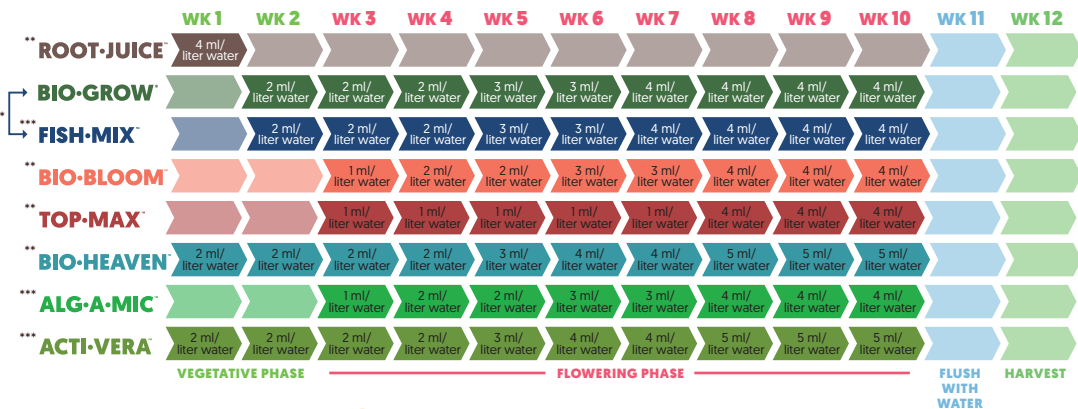 WK 1 WK 2 WK 3 WK 4 WK 5 WK 6 WK 7 WK 8 WK 9 WK 10 WK 11 WK 12
** ROOT·JUICE™ 4 ml/
liter water
BIO·GROW® 2 ml/ 2 ml/ 2 ml/ 3 ml/ 3 ml/ 4 ml/ 4 ml/ 4 ml/ 4 ml/
liter water liter water liter water liter water liter water liter water liter water liter water liter water
*
*** FISH·MIX™ 2 ml/ 2 ml/ 2 ml/ 3 ml/ 3 ml/ 4 ml/ 4 ml/ 4 ml/ 4 ml/
liter water liter water liter water liter water liter water liter water liter water liter water liter water
** BIO·BLOOM™ 1 ml/ 2 ml/ 2 ml/ 3 ml/ 3 ml/ 4 ml/ 4 ml/ 4 ml/
liter water liter water liter water liter water liter water liter water liter water liter water
** TOP·MAX™ 1 ml/ 1 ml/ 1 ml/ 1 ml/ 1 ml/ 4 ml/ 4 ml/ 4 ml/
liter water liter water liter water liter water liter water liter water liter water liter water
** BIO·HEAVEN™ 2 ml/ 2 ml/ 2 ml/ 2 ml/ 3 ml/ 4 ml/ 4 ml/ 5 ml/ 5 ml/ 5 ml/
liter water liter water liter water liter water liter water liter water liter water liter water liter water liter water
*** ALG·A·MIC™ 1 ml/ 2 ml/ 2 ml/ 3 ml/ 3 ml/ 4 ml/ 4 ml/ 4 ml/
liter water liter water liter water liter water liter water liter water liter water liter water
*** ACTI·VERA™ 2 ml/ 2 ml/ 2 ml/ 2 ml/ 3 ml/ 4 ml/ 4 ml/ 5 ml/ 5 ml/ 5 ml/
liter water liter water liter water liter water liter water liter water liter water liter water liter water liter water
VEGETATIVE PHASE FLOWERING PHASE FLUSH HARVEST
WITH
WATER